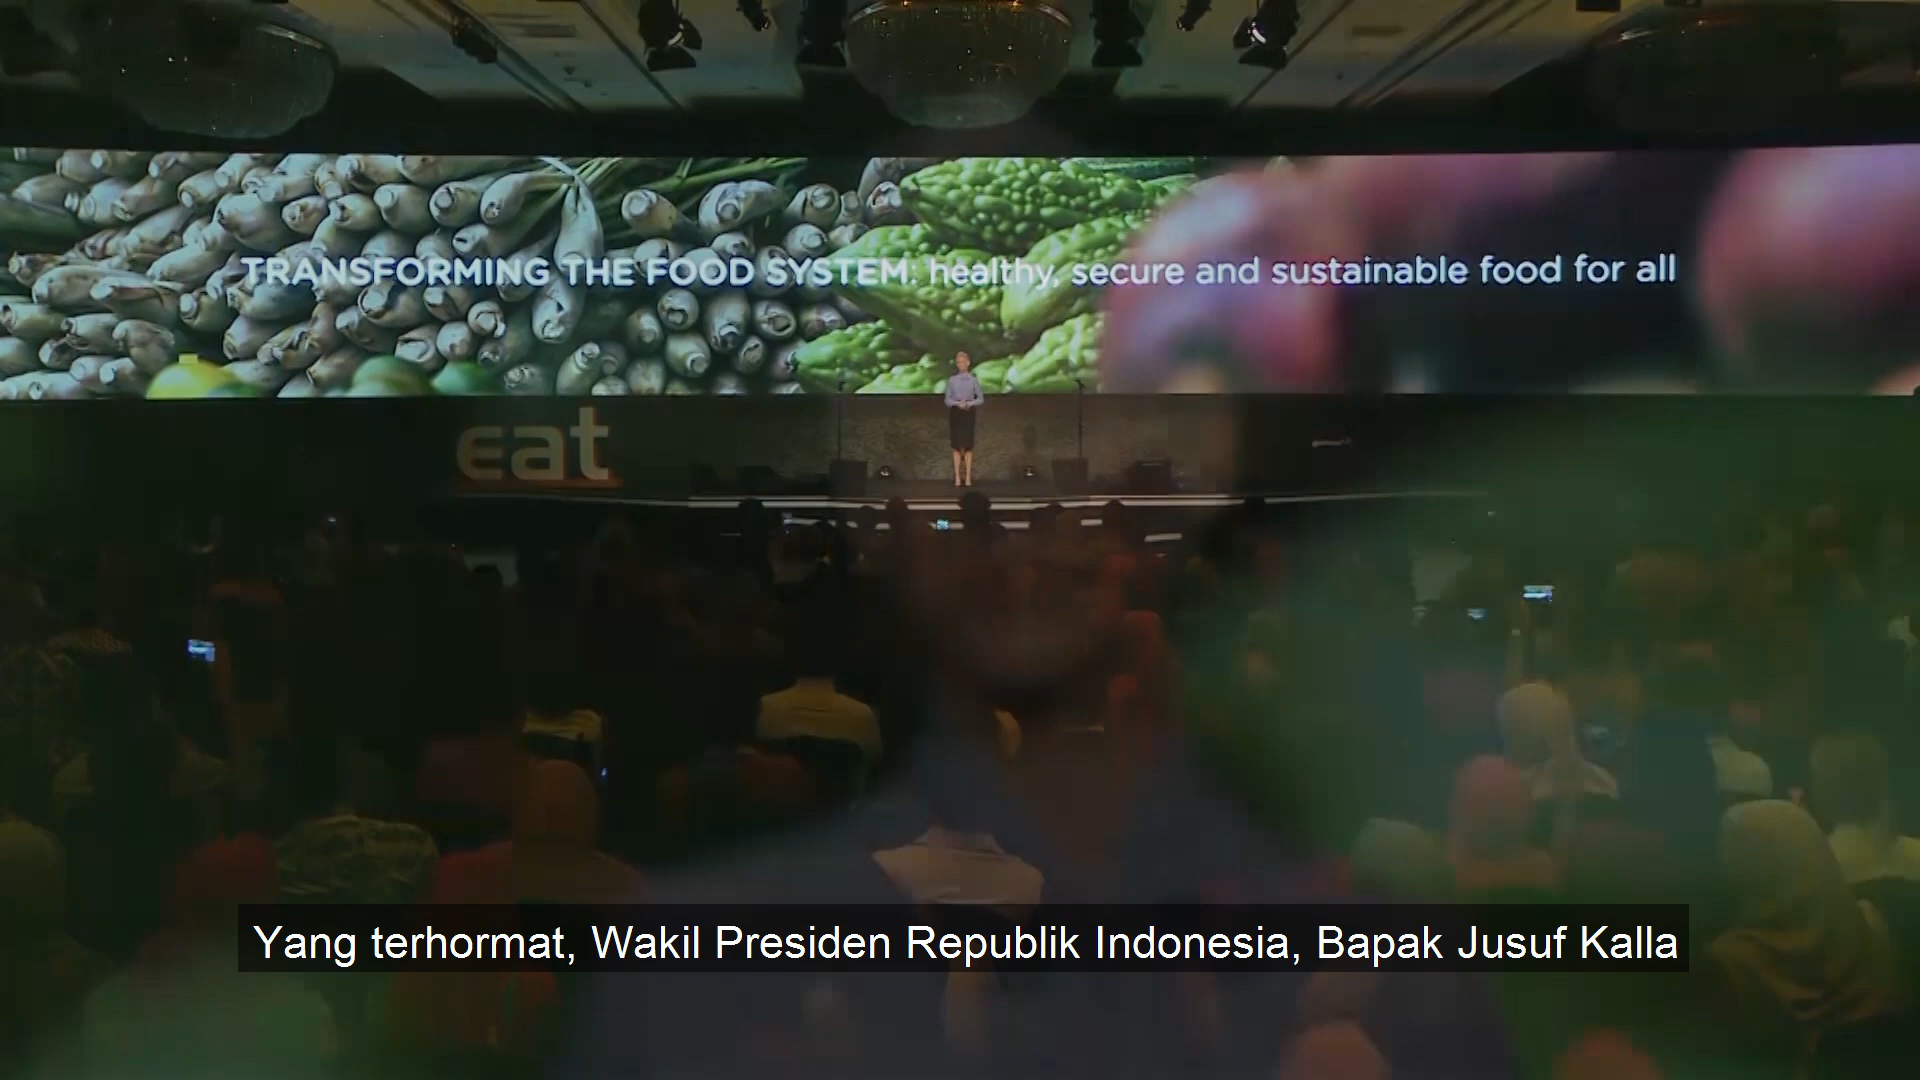 TRANSFORMING THE FOOD SYSTEM: healthy, secure and sustainable food for all
eat
Yang terhormat, Wakil Presiden Republik Indonesia, Bapak Jusuf Kalla